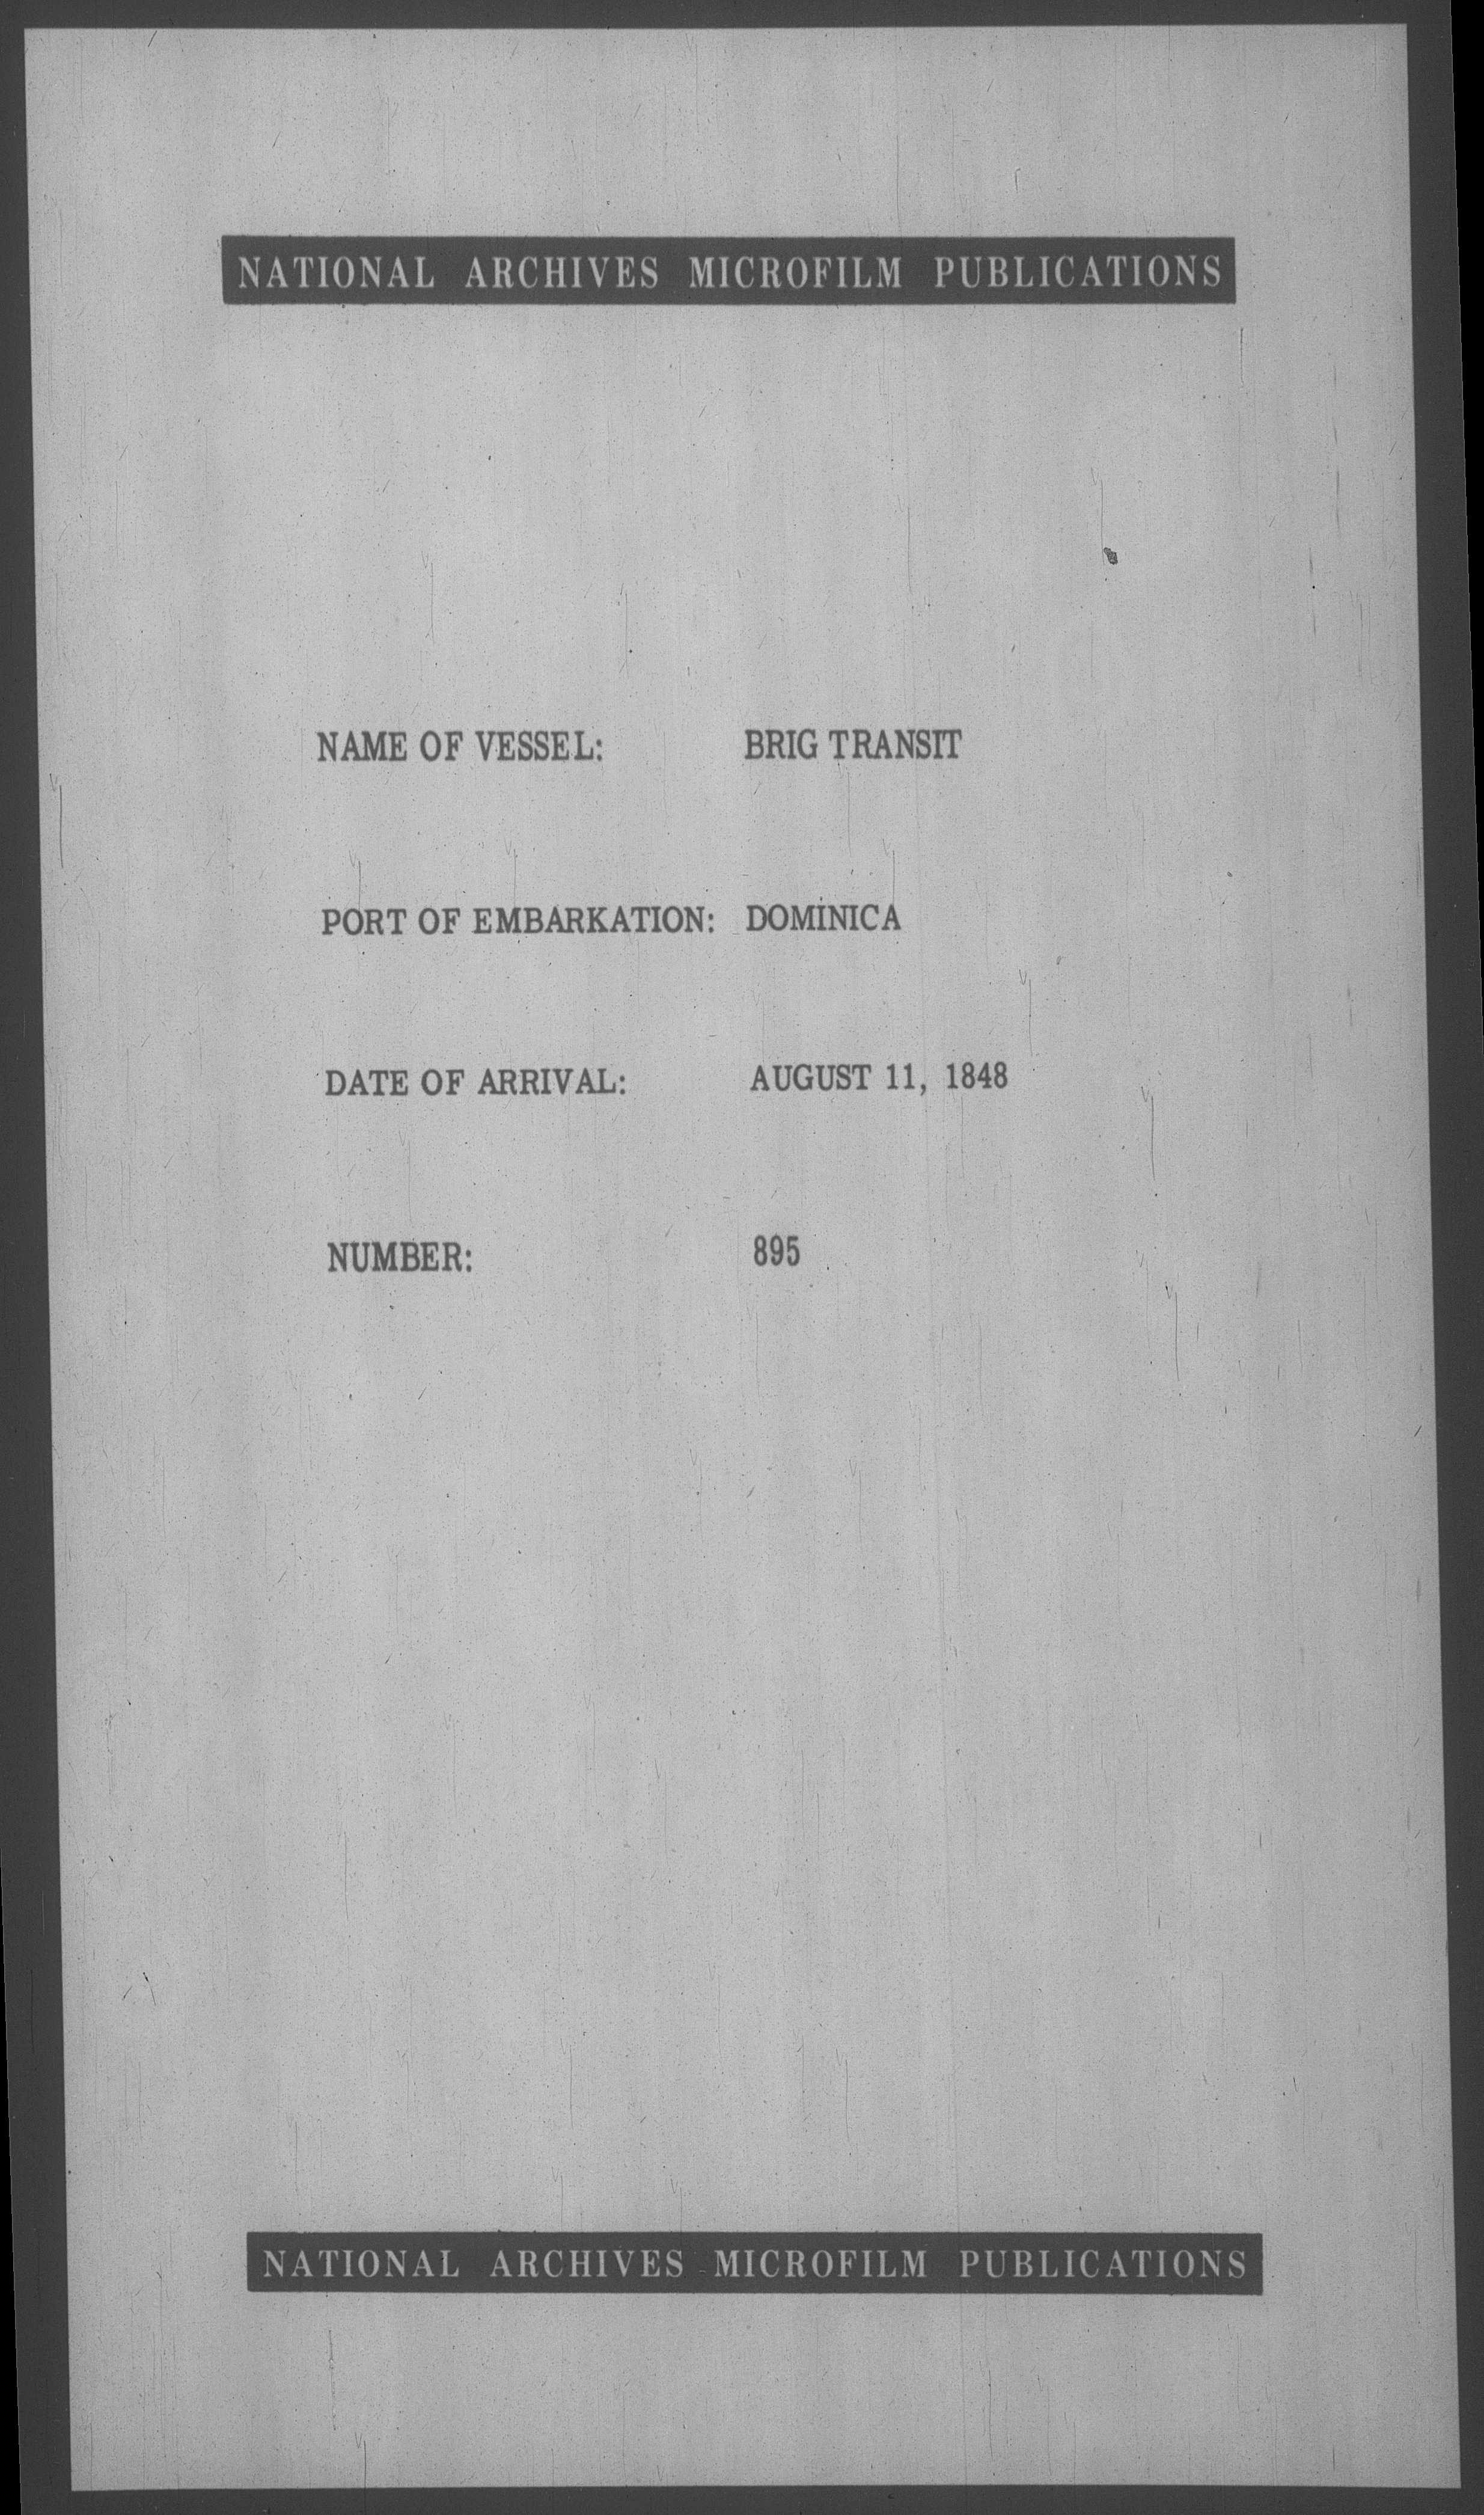 NATIONAL ARCHIVES MICROFILM PUBLICATIONS
NAME OF VESSEL: BRIG TRANSIT
PORT OF EMBARKATION: DOMINICA
DATE OF ARRIVAL: AUGUST 11, 1848
NUMBER: 895
NATIONAL ARCHIVES MICROFILM PUBLICATIONS